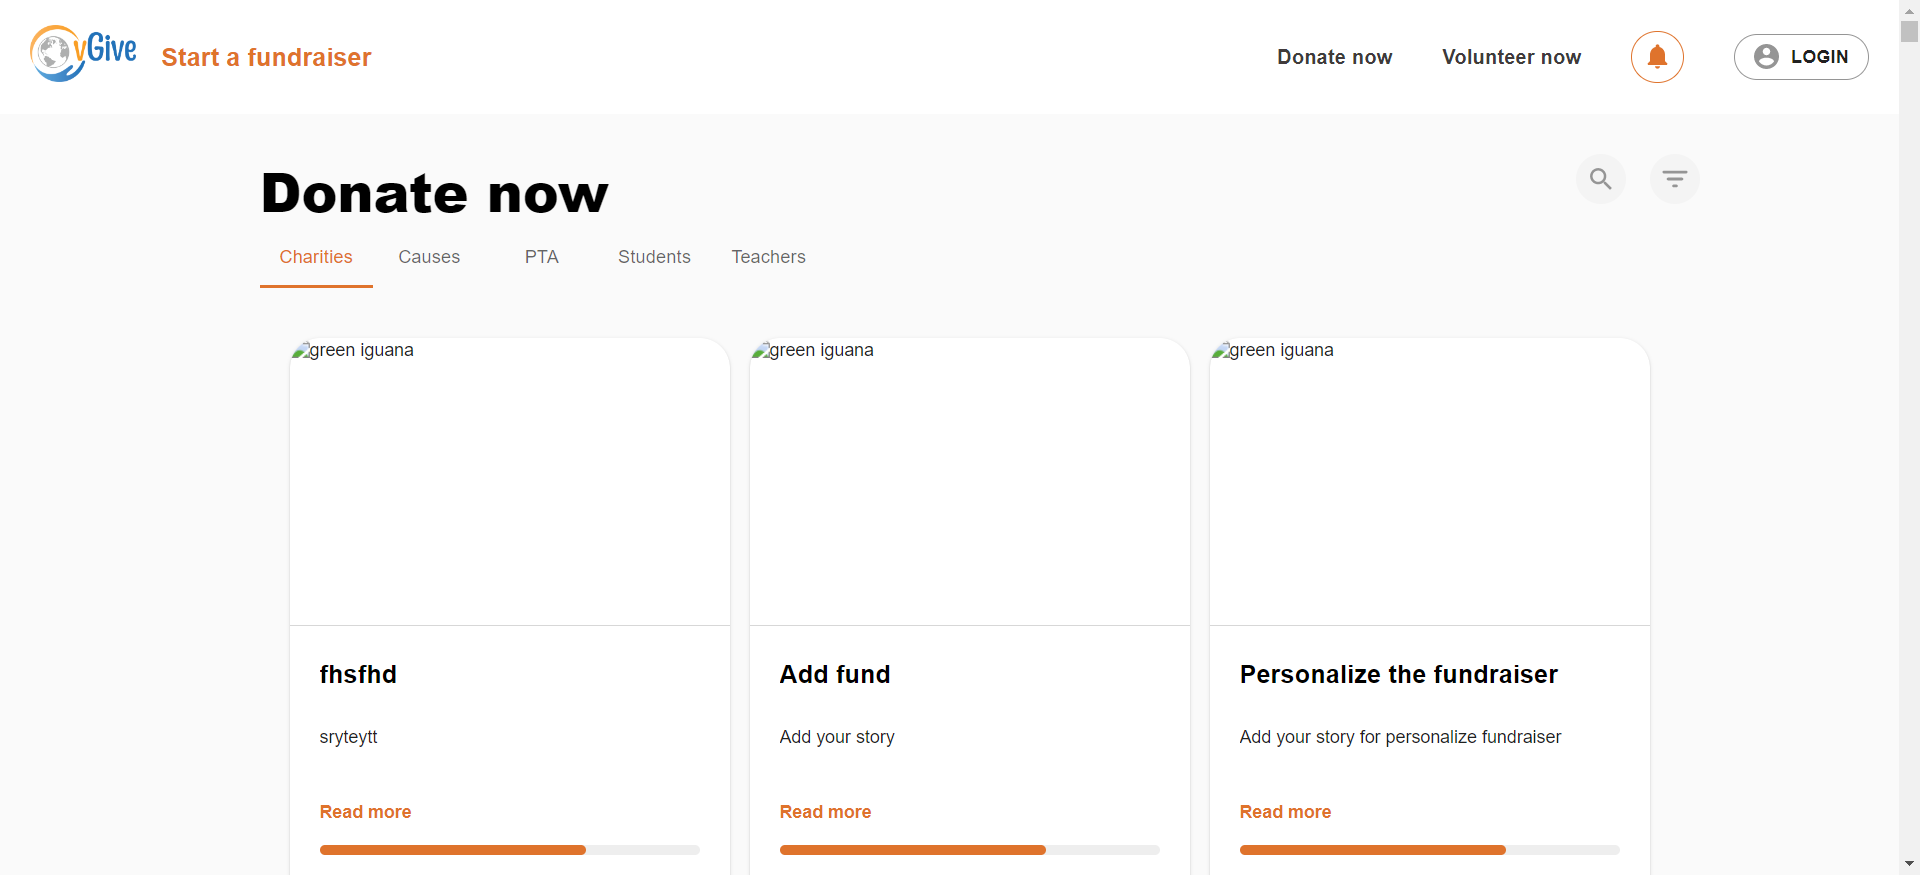 vGive
Start a fundraiser
Donate now
Volunteer now
LOGIN
Donate now
Charities
Causes
PTA
Students
Teachers
green iguana
green iguana
green iguana
fhsfhd
sryteytt
Read more
Add fund
Add your story
Read more
Personalize the fundraiser
Add your story for personalize fundraiser
Read more